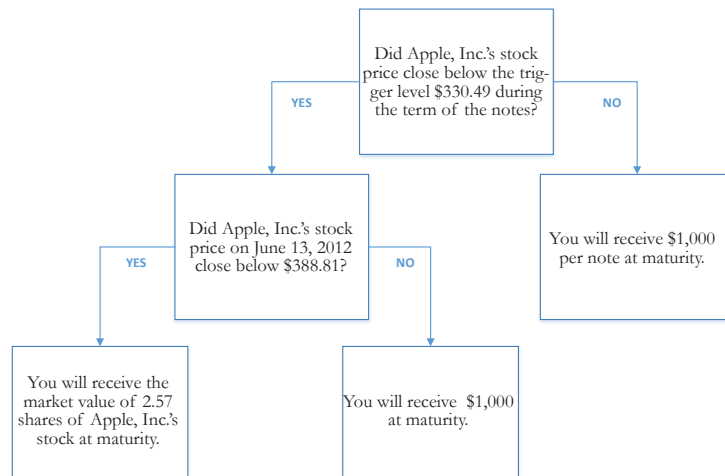 Did Apple, Inc.'s stock
price close below the trig-
ger level $330.49 during
the term of the notes?
YES
NO
Did Apple, Inc.'s stock
price on June 13, 2012
close below $388.81?
You will receive $1,000
per note at maturity.
YES
NO
You will receive the
market value of 2.57
shares of Apple, Inc.'s
stock at maturity.
You will receive $1,000
at maturity.